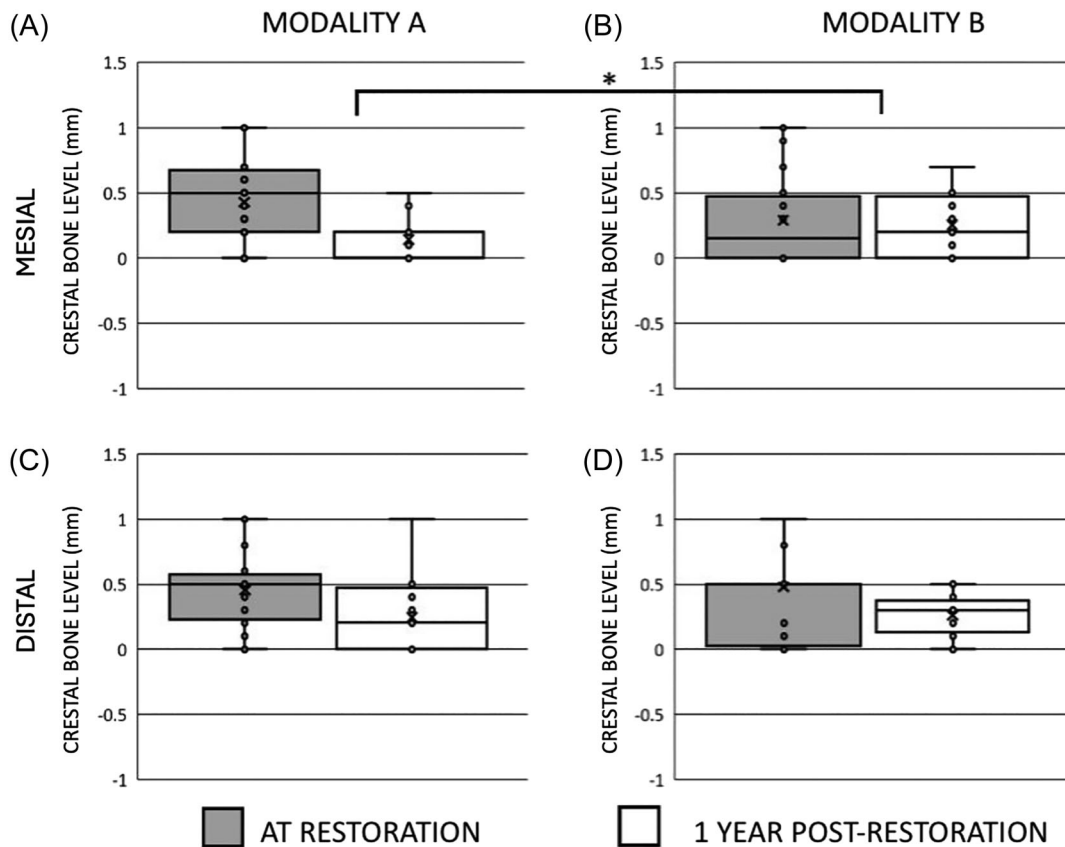 (A) MODALITY A
(B) MODALITY B
MESIAL
CRESTAL BONE LEVEL (mm)
1.5
1
0.5
0
-0.5
-1
*
CRESTAL BONE LEVEL (mm)
1.5
1
0.5
0
-0.5
-1
DISTAL
(C)
CRESTAL BONE LEVEL (mm)
1.5
1
0.5
0
-0.5
-1
(D)
CRESTAL BONE LEVEL (mm)
1.5
1
0.5
0
-0.5
-1
AT RESTORATION
1 YEAR POST-RESTORATION